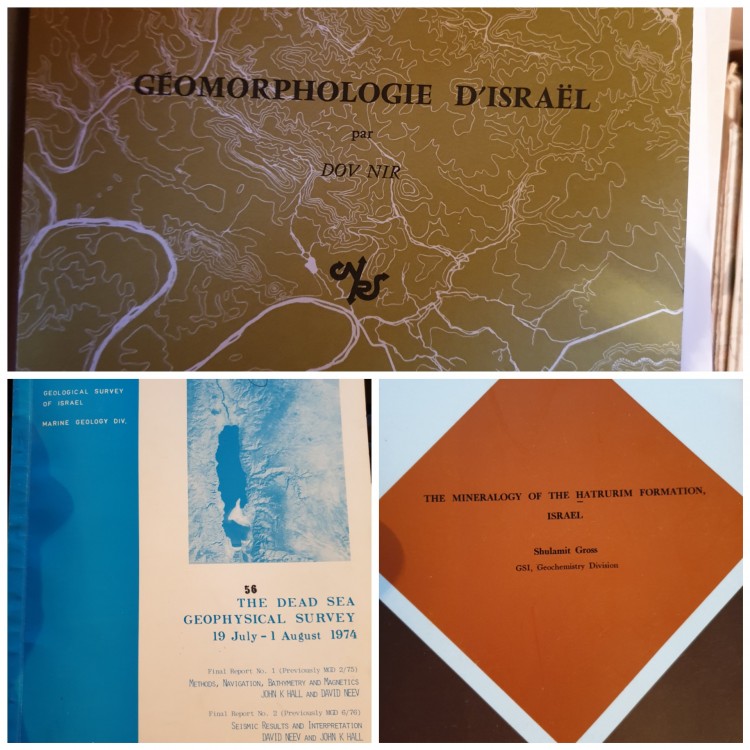 GÉOMORPHOLOGIE D'ISRAËL
par
DOV NIR
GEOLOGICAL SURVEY
OF ISRAEL
MARINE GEOLOGY DIV.
56
THE DEAD SEA
GEOPHYSICAL SURVEY
19 July - 1 August 1974
Final Report No. 1 (Previously MGD 2/75)
METHODS, NAVIGATION, BATHYMETRY AND MAGNETICS
JOHN K HALL AND DAVID NEEV
Final Report No. 2 (Previously MGD 6/76)
SEISMIC RESULTS AND INTERPRETATION
DAVID NEEV AND JOHN K HALL
THE MINERALOGY OF THE ḤATRURIM FORMATION,
ISRAEL
Shulamit Gross
GSI, Geochemistry Division